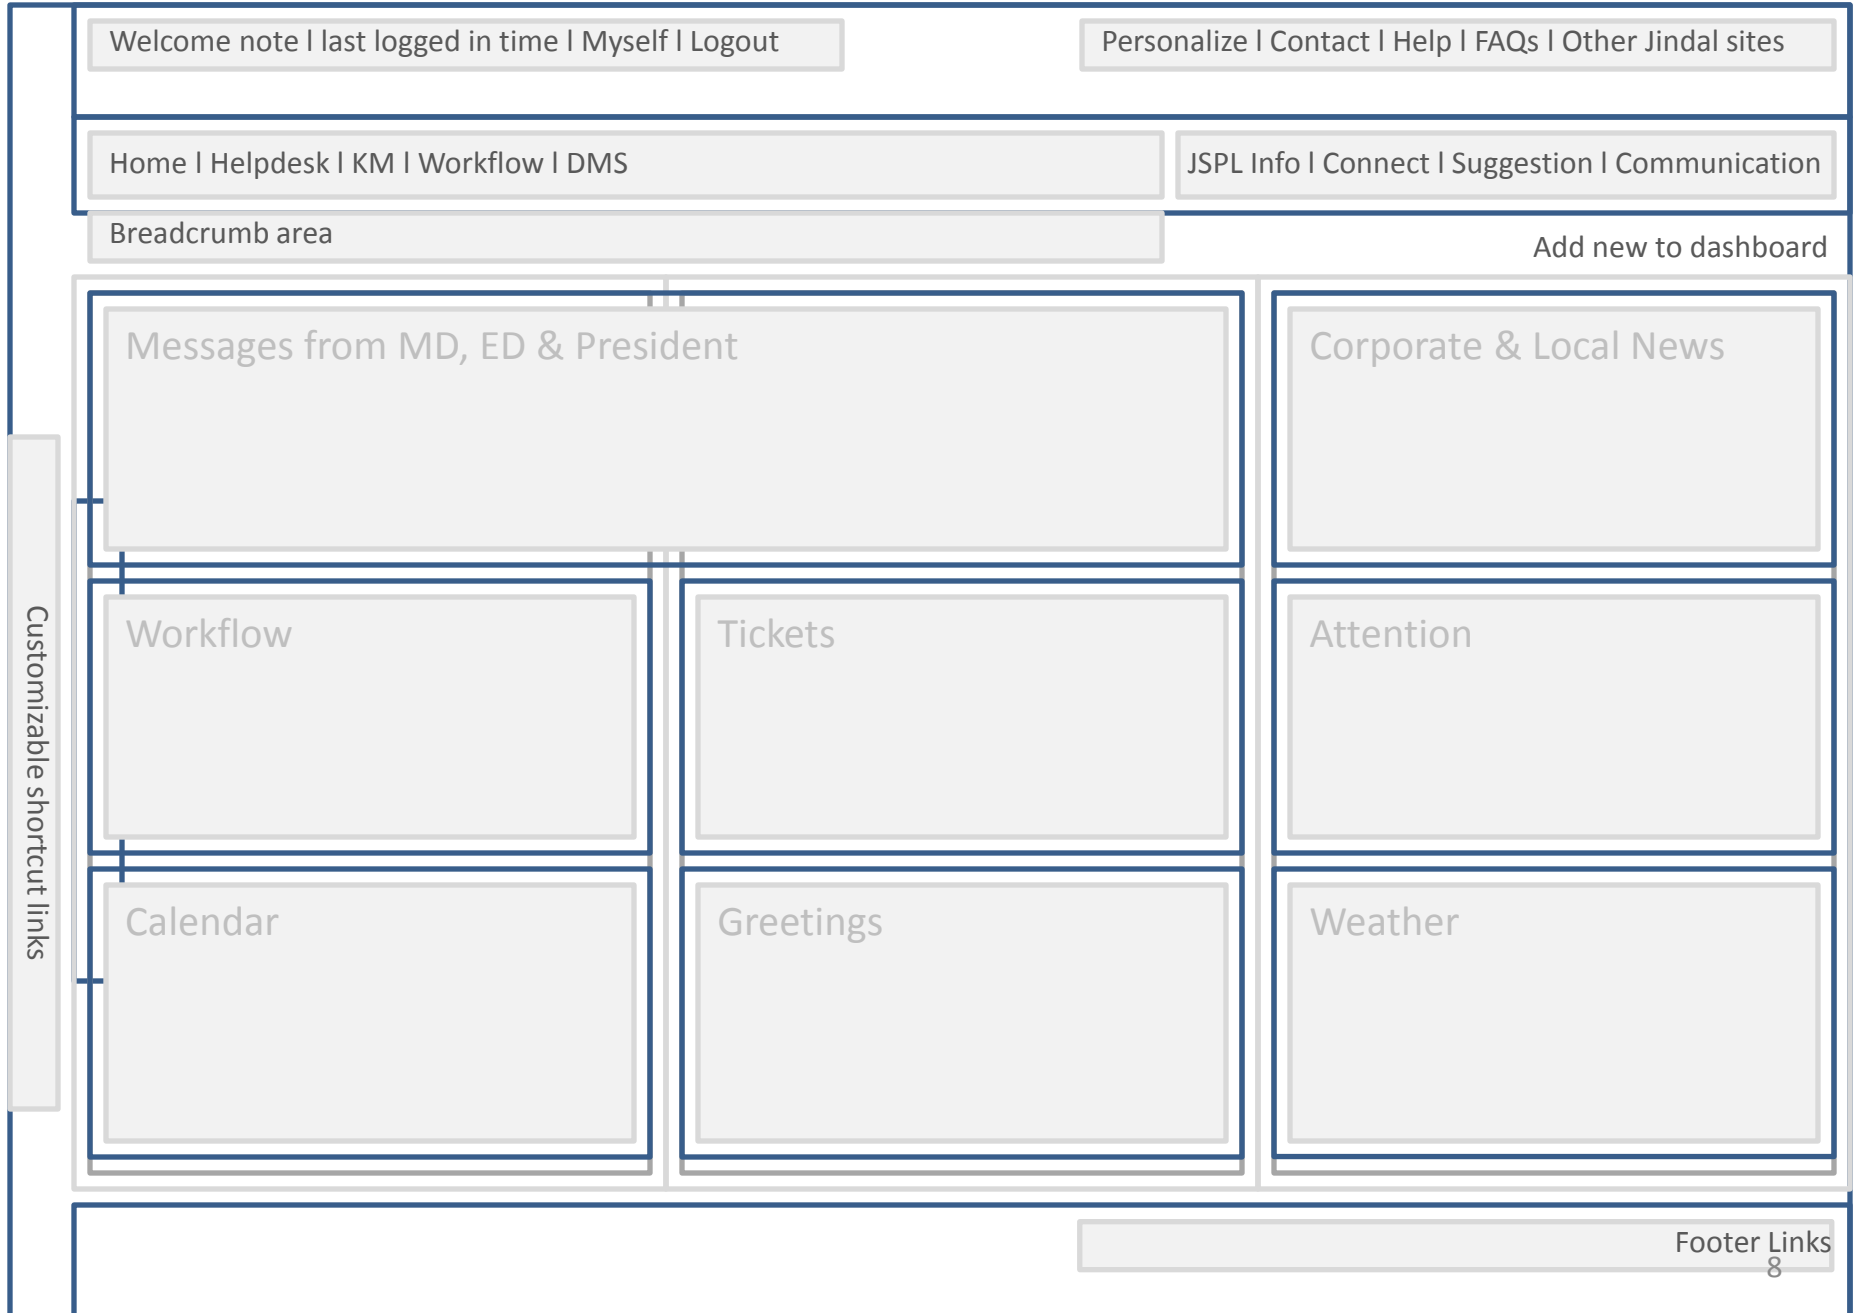 Welcome note l last logged in time l Myself l Logout
Personalize l Contact l Help l FAQs l Other Jindal sites
Home l Helpdesk l KM l Workflow l DMS
JSPL Info l Connect l Suggestion l Communication
Breadcrumb area
Add new to dashboard
Customizable shortcut links
Messages from MD, ED & President
Corporate & Local News
Workflow
Tickets
Attention
Calendar
Greetings
Weather
Footer Links
8